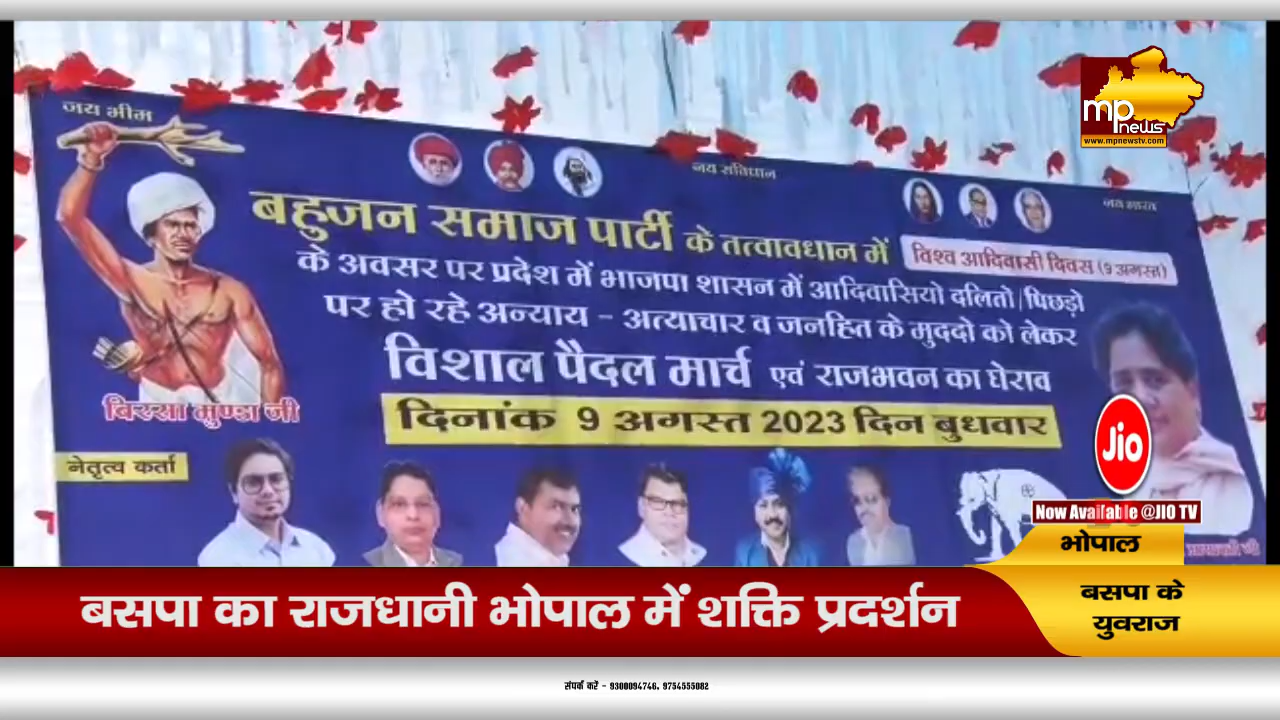 जय भीम
जय संविधान
जय भारत
बहुजन समाज पार्टी के तत्वावधान में
विश्व आदिवासी दिवस (9 अगस्त)
के अवसर पर प्रदेश में भाजपा शासन में आदिवासियो दलितो/पिछड़ो
पर हो रहे अन्याय - अत्याचार व जनहित के मुददो को लेकर
विशाल पैदल मार्च एवं राजभवन का घेराव
दिनांक 9 अगस्त 2023 दिन बुधवार
बिरसा मुण्डा जी
नेतृत्व कर्ता
mp news
www.mpnewstv.com
Jio
Now Available @JIO TV
भोपाल
बसपा का राजधानी भोपाल में शक्ति प्रदर्शन
बसपा के
युवराज
संपर्क करें - 9300094746, 9754555082